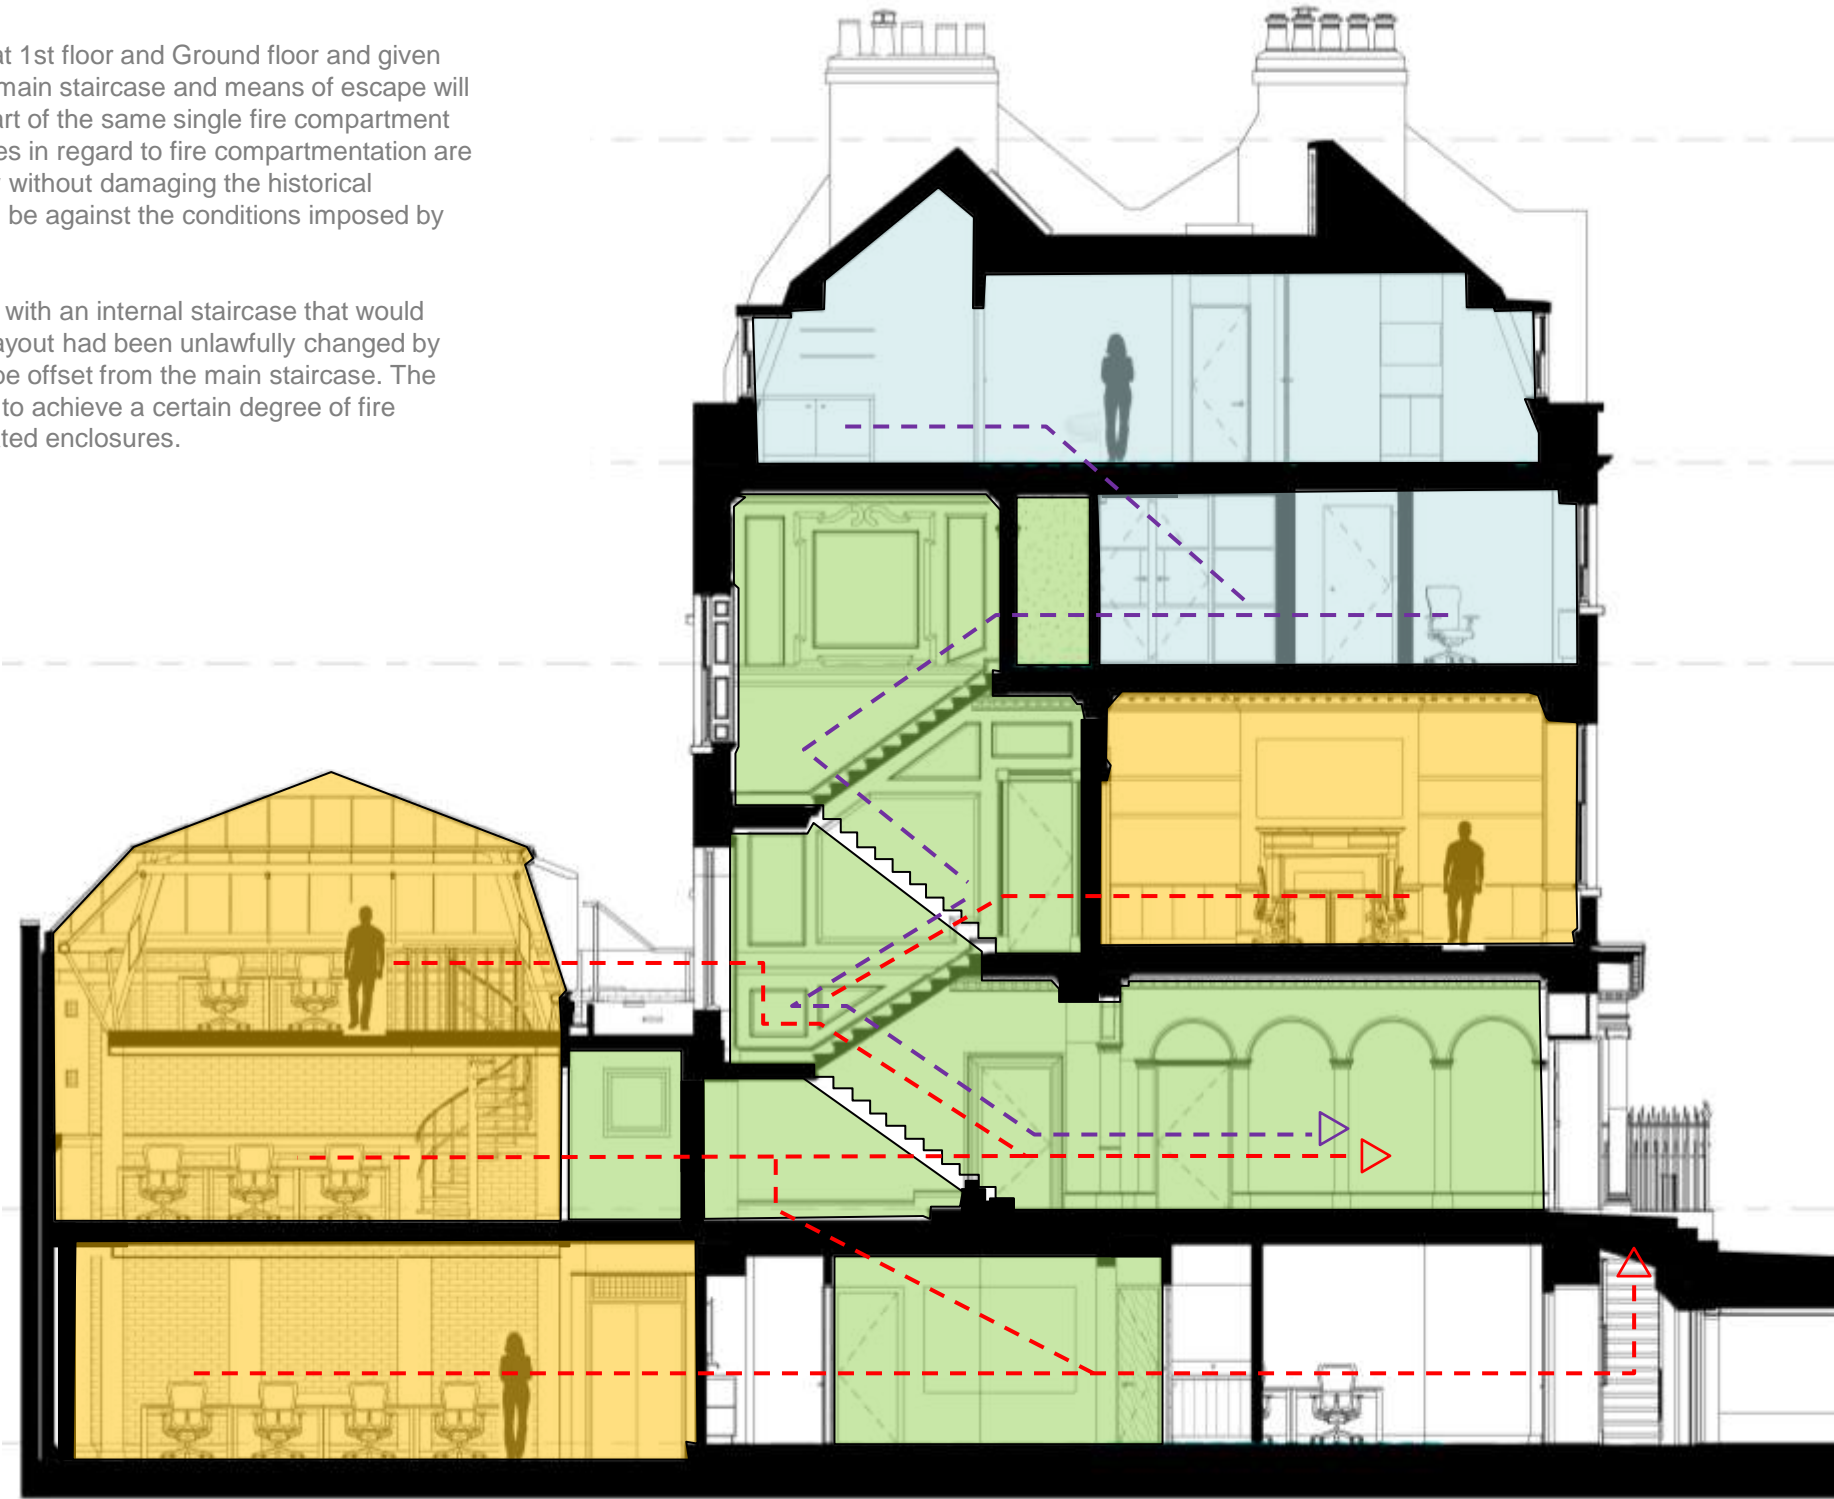 at 1st floor and Ground floor and given
main staircase and means of escape will
art of the same single fire compartment
es in regard to fire compartmentation are
without damaging the historical
be against the conditions imposed by
with an internal staircase that would
ayout had been unlawfully changed by
be offset from the main staircase. The
to achieve a certain degree of fire
ated enclosures.